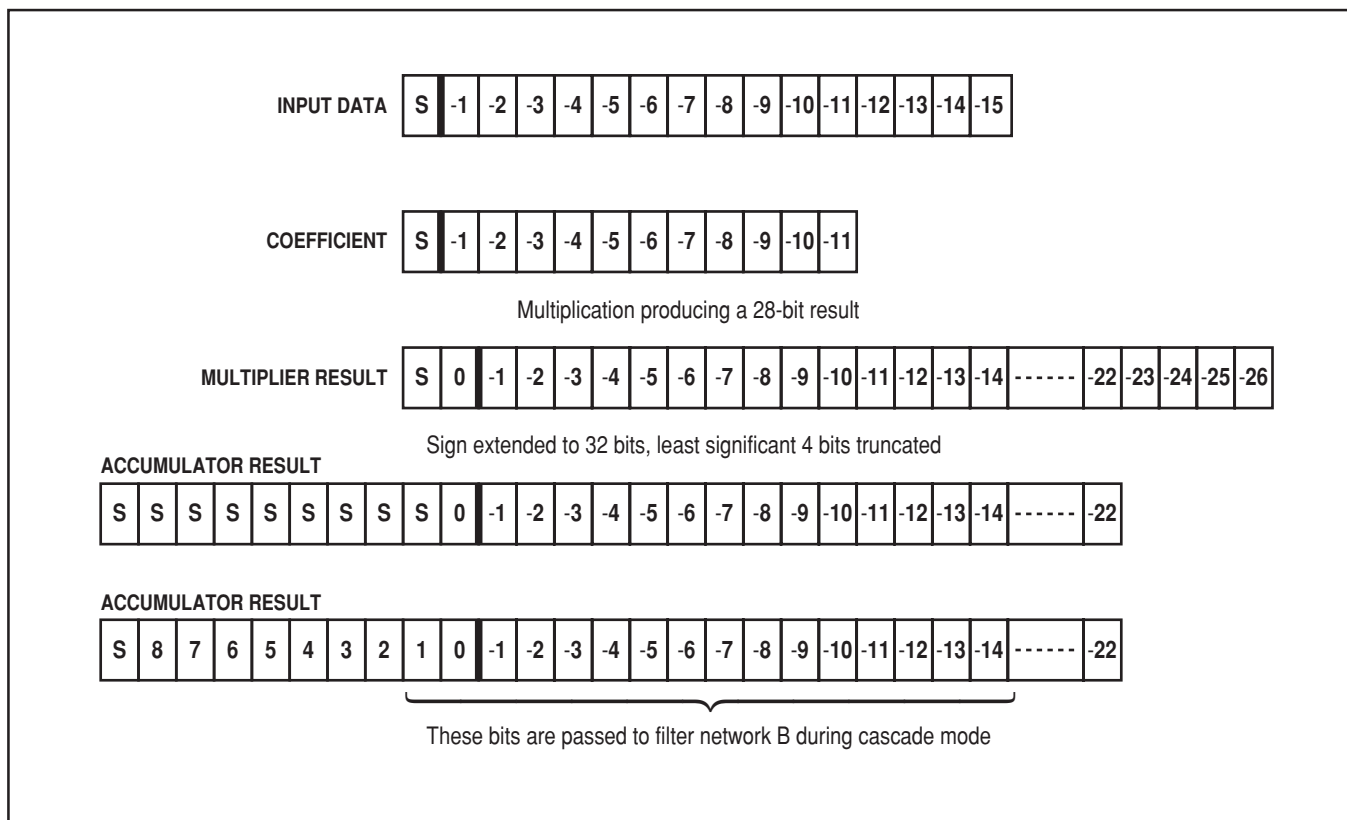 INPUT DATA S -1 -2 -3 -4 -5 -6 -7 -8 -9 -10 -11 -12 -13 -14 -15
COEFFICIENT S -1 -2 -3 -4 -5 -6 -7 -8 -9 -10 -11
Multiplication producing a 28-bit result
MULTIPLIER RESULT S 0 -1 -2 -3 -4 -5 -6 -7 -8 -9 -10 -11 -12 -13 -14 ------ -22 -23 -24 -25 -26
Sign extended to 32 bits, least significant 4 bits truncated
ACCUMULATOR RESULT
S S S S S S S S S 0 -1 -2 -3 -4 -5 -6 -7 -8 -9 -10 -11 -12 -13 -14 ------ -22
ACCUMULATOR RESULT
S 8 7 6 5 4 3 2 1 0 -1 -2 -3 -4 -5 -6 -7 -8 -9 -10 -11 -12 -13 -14 ------ -22
These bits are passed to filter network B during cascade mode